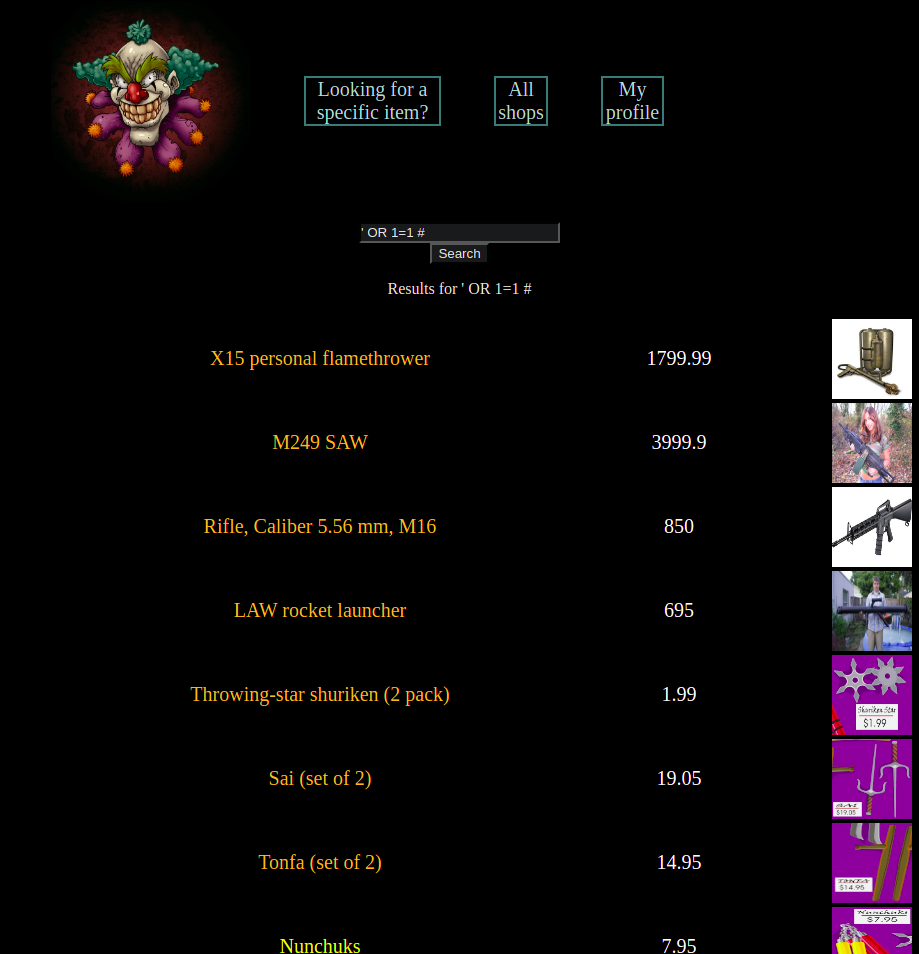 Looking for a
specific item?
All
shops
My
profile
' OR 1=1 #
Search
Results for ' OR 1=1 #
X15 personal flamethrower 1799.99
M249 SAW 3999.9
Rifle, Caliber 5.56 mm, M16 850
LAW rocket launcher 695
Throwing-star shuriken (2 pack) 1.99
Shuriken Star
$1.99
Sai (set of 2) 19.05
SAI
$19.05
Tonfa (set of 2) 14.95
TONFA
$14.95
Nunchuks 7.95
Nunchuks
$7.95